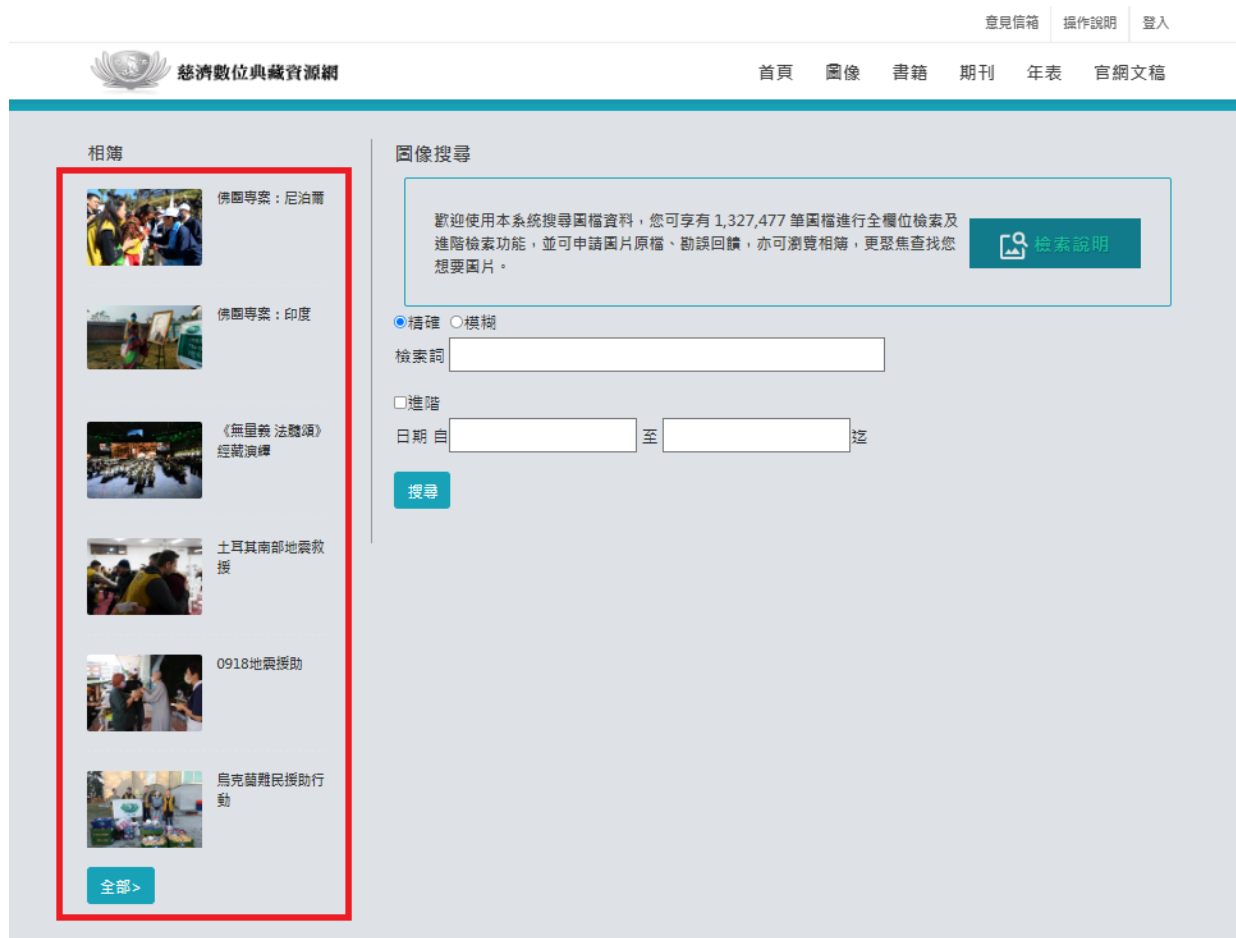 意見信箱 操作說明 登入
慈濟數位典藏資源網
首頁 圖像 書籍 期刊 年表 官網文稿
相簿
佛國專案：尼泊爾
佛國專案：印度
《無量義 法髓頌》
經藏演繹
土耳其南部地震救
援
0918地震援助
烏克蘭難民援助行
動
全部>
圖像搜尋
歡迎使用本系統搜尋圖檔資料，您可享有 1,327,477 筆圖檔進行全欄位檢索及
進階檢索功能，並可申請圖片原檔、勘誤回饋，亦可瀏覽相簿，更聚焦查找您
想要圖片。
檢索說明
精確 模糊
檢索詞
進階
日期 自 至 迄
搜尋